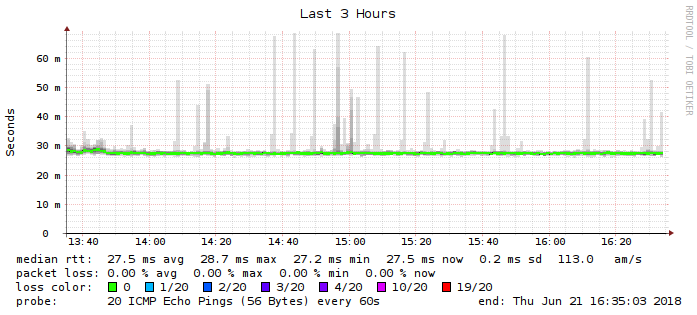 Last 3 Hours
RRDTOOL / TOBI OETIKER
Seconds
60 m
50 m
40 m
30 m
20 m
10 m
0
13:40 14:00 14:20 14:40 15:00 15:20 15:40 16:00 16:20
median rtt: 27.5 ms avg 28.7 ms max 27.2 ms min 27.5 ms now 0.2 ms sd 113.0 am/s
packet loss: 0.00 % avg 0.00 % max 0.00 % min 0.00 % now
loss color: 0 1/20 2/20 3/20 4/20 10/20 19/20
probe: 20 ICMP Echo Pings (56 Bytes) every 60s end: Thu Jun 21 16:35:03 2018